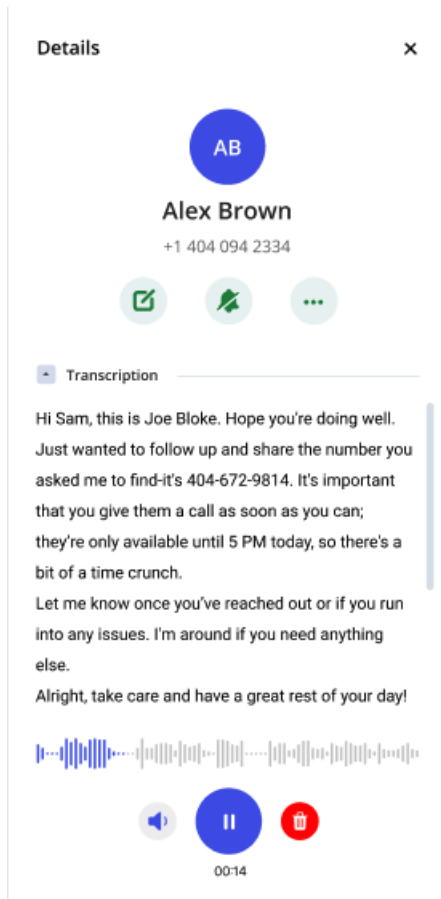 Details
AB
Alex Brown
+1 404 094 2334
Transcription
Hi Sam, this is Joe Bloke. Hope you're doing well.
Just wanted to follow up and share the number you
asked me to find-it's 404-672-9814. It's important
that you give them a call as soon as you can;
they're only available until 5 PM today, so there's a
bit of a time crunch.
Let me know once you've reached out or if you run
into any issues. I'm around if you need anything
else.
Alright, take care and have a great rest of your day!
00:14